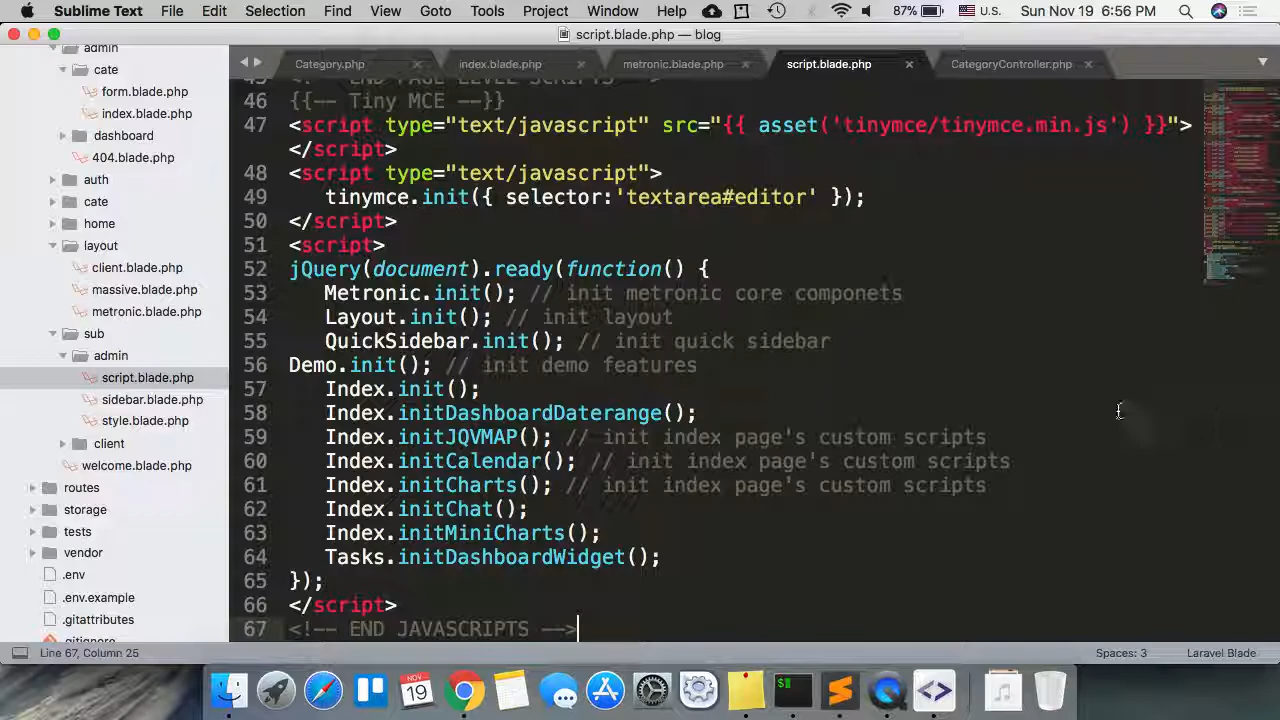 Sublime Text File Edit Selection Find View Goto Tools Project Window Help 87% U.S. Sun Nov 19 6:56 PM
script.blade.php — blog
admin
cate
form.blade.php
index.blade.php
dashboard
404.blade.php
auth
cate
home
layout
client.blade.php
massive.blade.php
metronic.blade.php
sub
admin
script.blade.php
sidebar.blade.php
style.blade.php
client
welcome.blade.php
routes
storage
tests
vendor
.env
.env.example
.gitattributes
.gitignore
Category.php index.blade.php metronic.blade.php script.blade.php CategoryController.php
45 <!-- END PAGE LEVEL SCRIPTS -->
46 {{-- Tiny MCE --}}
47 <script type="text/javascript" src="{{ asset('tinymce/tinymce.min.js') }}">
</script>
48 <script type="text/javascript">
49 tinymce.init({ selector:'textarea#editor' });
50 </script>
51 <script>
52 jQuery(document).ready(function() {
53 Metronic.init(); // init metronic core componets
54 Layout.init(); // init layout
55 QuickSidebar.init(); // init quick sidebar
56 Demo.init(); // init demo features
57 Index.init();
58 Index.initDashboardDaterange();
59 Index.initJQVMAP(); // init index page's custom scripts
60 Index.initCalendar(); // init index page's custom scripts
61 Index.initCharts(); // init index page's custom scripts
62 Index.initChat();
63 Index.initMiniCharts();
64 Tasks.initDashboardWidget();
65 });
66 </script>
67 <!-- END JAVASCRIPTS -->
Line 67, Column 25 Spaces: 3 Laravel Blade
NOV
19